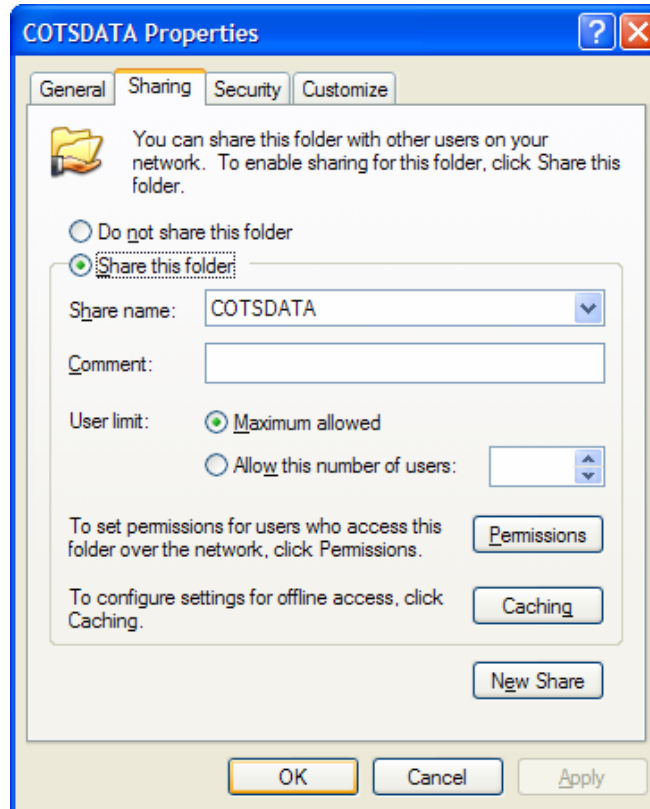 COTSDATA Properties
General Sharing Security Customize
You can share this folder with other users on your
network. To enable sharing for this folder, click Share this
folder.
Do not share this folder
Share this folder
Share name: COTSDATA
Comment:
User limit: Maximum allowed
Allow this number of users:
To set permissions for users who access this
folder over the network, click Permissions.
Permissions
To configure settings for offline access, click
Caching.
Caching
New Share
OK Cancel Apply